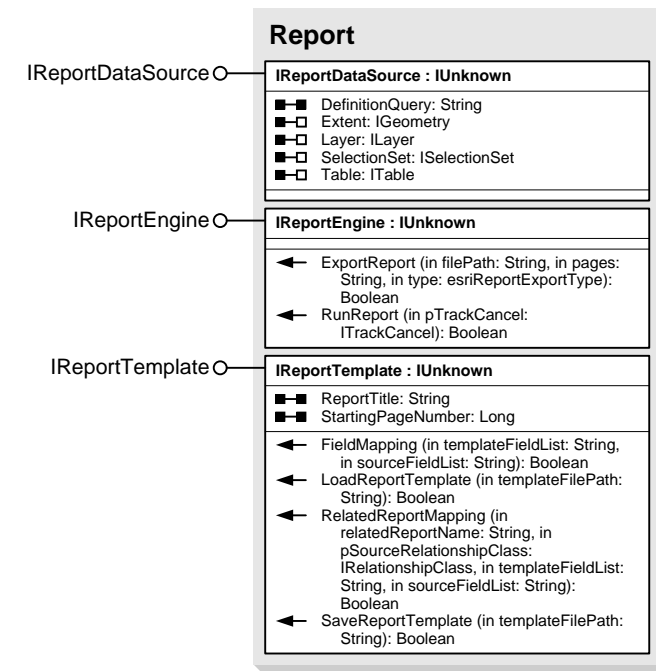 Report
IReportDataSource
IReportDataSource : IUnknown
DefinitionQuery: String
Extent: IGeometry
Layer: ILayer
SelectionSet: ISelectionSet
Table: ITable
IReportEngine
IReportEngine : IUnknown
ExportReport (in filePath: String, in pages:
String, in type: esriReportExportType):
Boolean
RunReport (in pTrackCancel:
ITrackCancel): Boolean
IReportTemplate
IReportTemplate : IUnknown
ReportTitle: String
StartingPageNumber: Long
FieldMapping (in templateFieldList: String,
in sourceFieldList: String): Boolean
LoadReportTemplate (in templateFilePath:
String): Boolean
RelatedReportMapping (in
relatedReportName: String, in
pSourceRelationshipClass:
IRelationshipClass, in templateFieldList:
String, in sourceFieldList: String):
Boolean
SaveReportTemplate (in templateFilePath:
String): Boolean